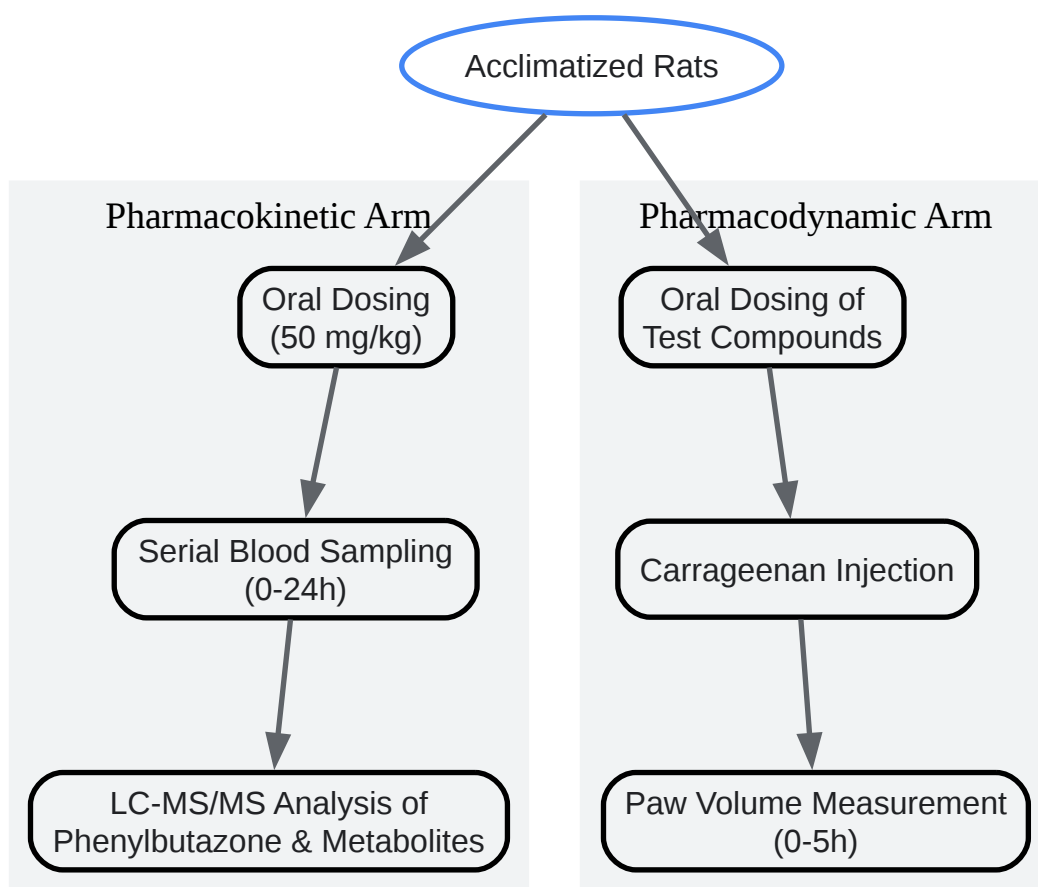 Acclimatized Rats
Pharmacokinetic Arm
Oral Dosing
(50 mg/kg)
Serial Blood Sampling
(0-24h)
LC-MS/MS Analysis of
Phenylbutazone & Metabolites
Pharmacodynamic Arm
Oral Dosing of
Test Compounds
Carrageenan Injection
Paw Volume Measurement
(0-5h)